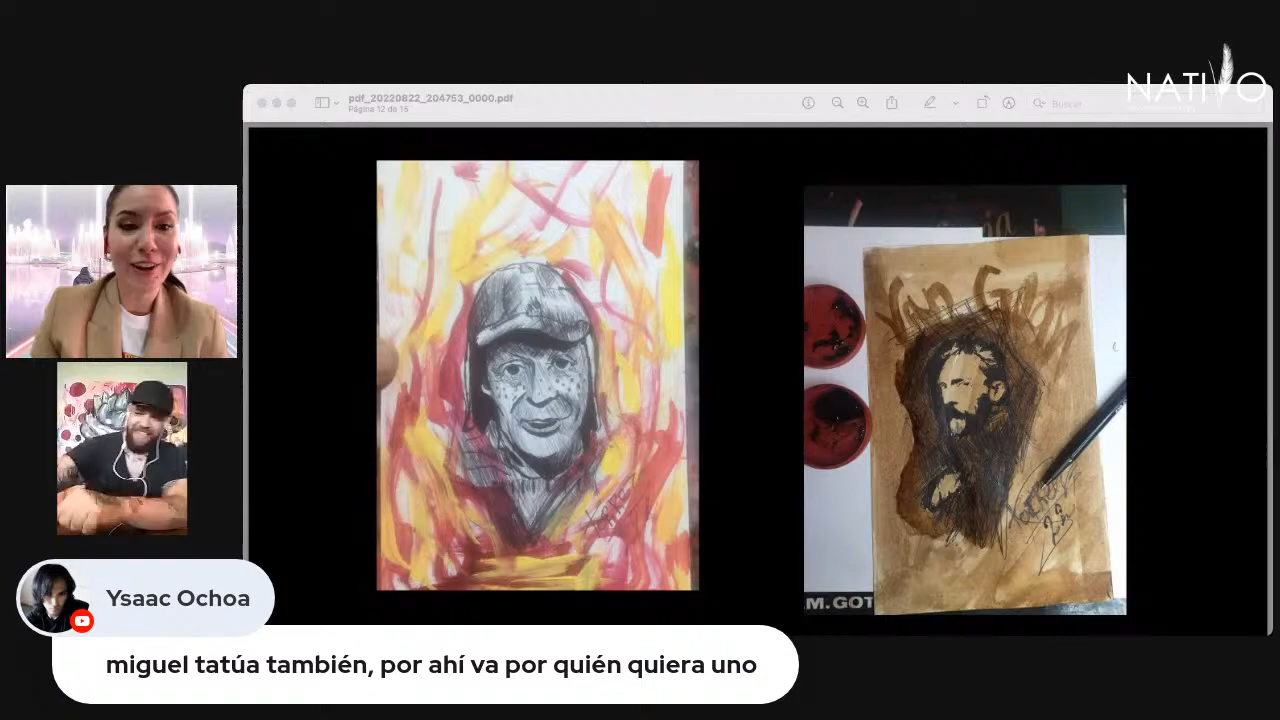 NATIVO
pdf_20220822_204753_0000.pdf
Página 12 de 16
Buscar
Van Gogh
M.GOT
Ysaac Ochoa
miguel tatúa también, por ahí va por quién quiera uno